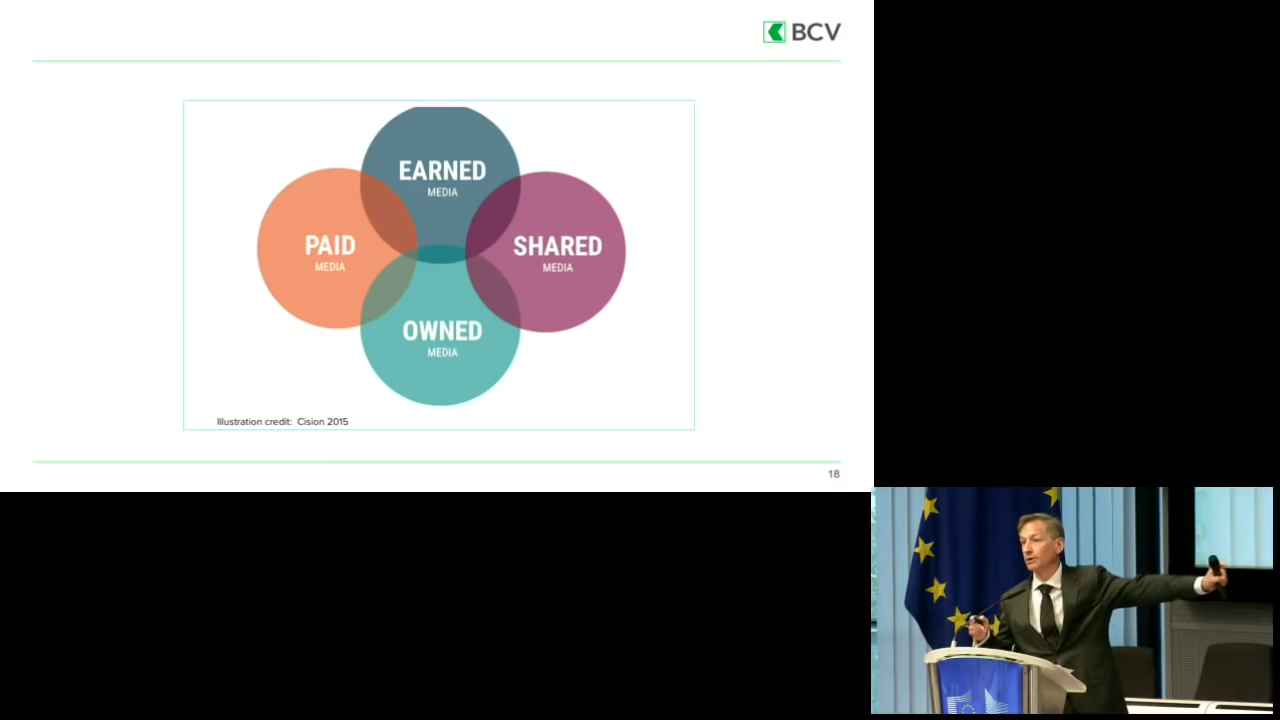 BCV
EARNED
MEDIA
PAID
MEDIA
SHARED
MEDIA
OWNED
MEDIA
Illustration credit: Cision 2015
18